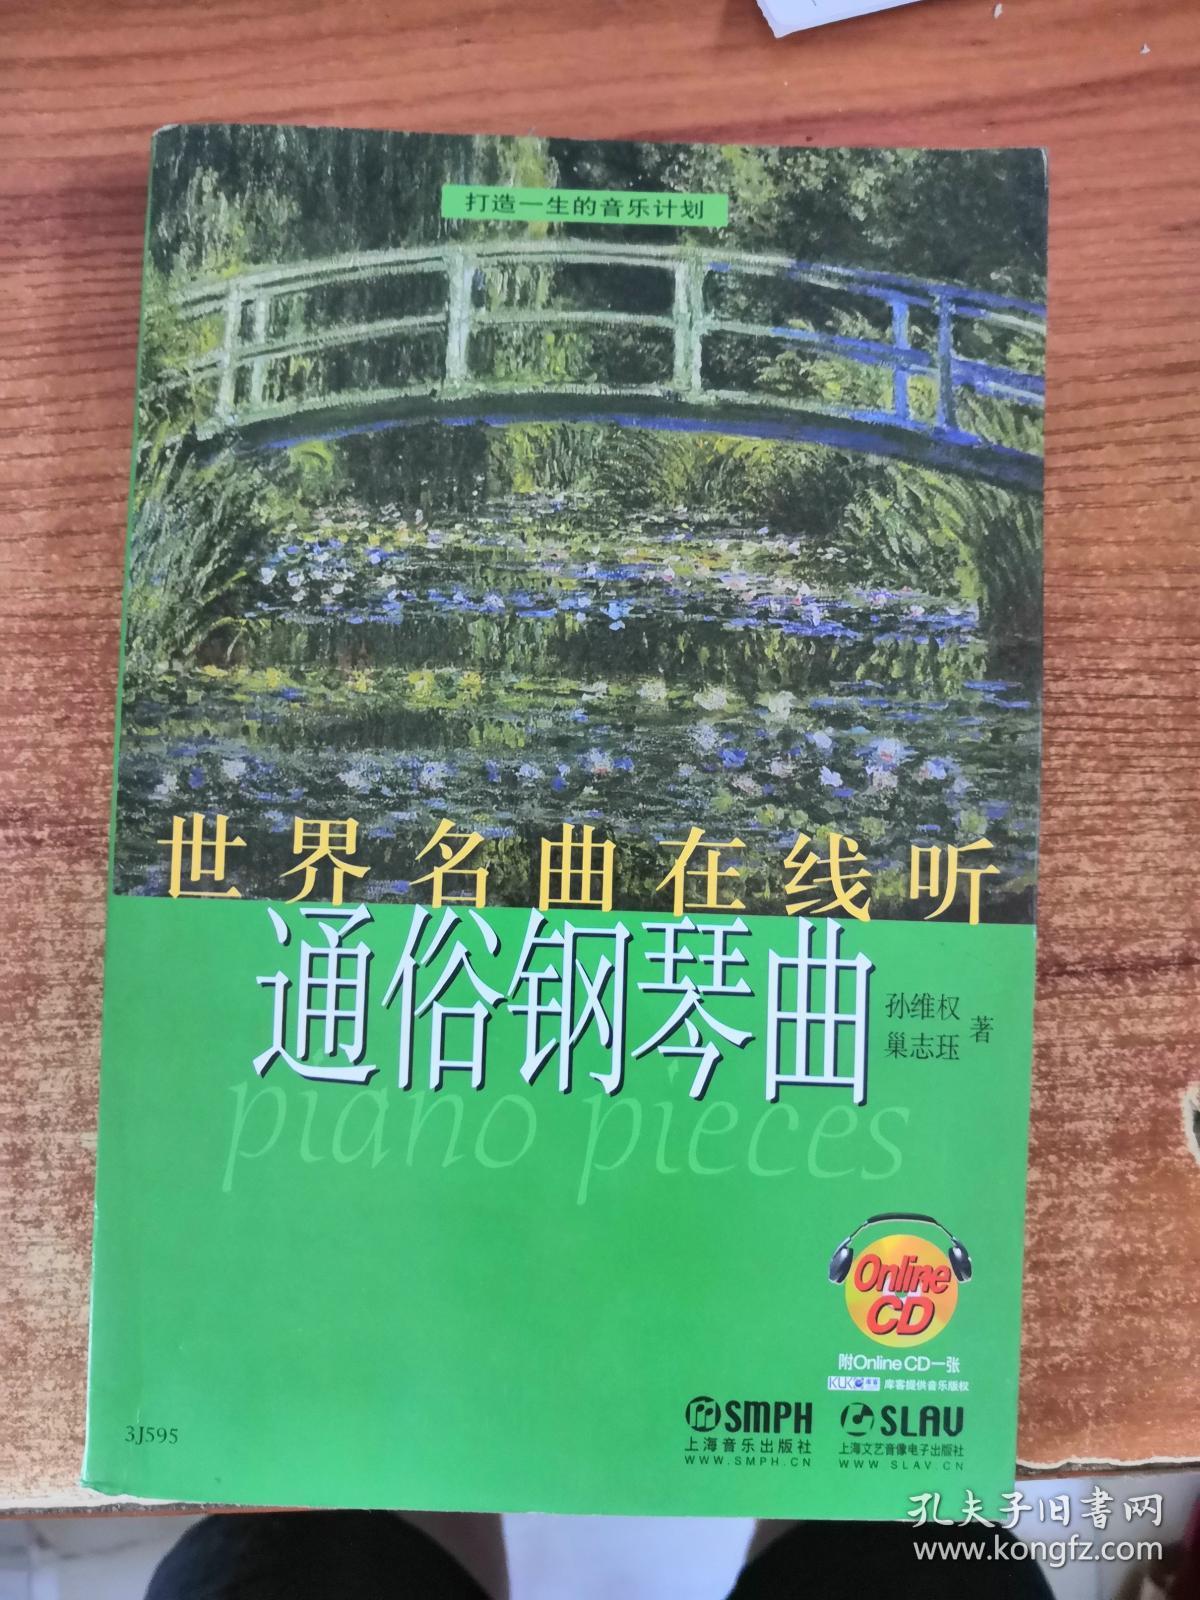 打造一生的音乐计划
世界名曲在线听
通俗钢琴曲
孙维权
巢志珏
著
piano pieces
Online
CD
附Online CD一张
KUKE 库客 库客提供音乐版权
SMPH
上海音乐出版社
WWW.SMPH.CN
SLAV
上海文艺音像电子出版社
WWW SLAV.CN
3J595
孔夫子旧书网
www.kongfz.com